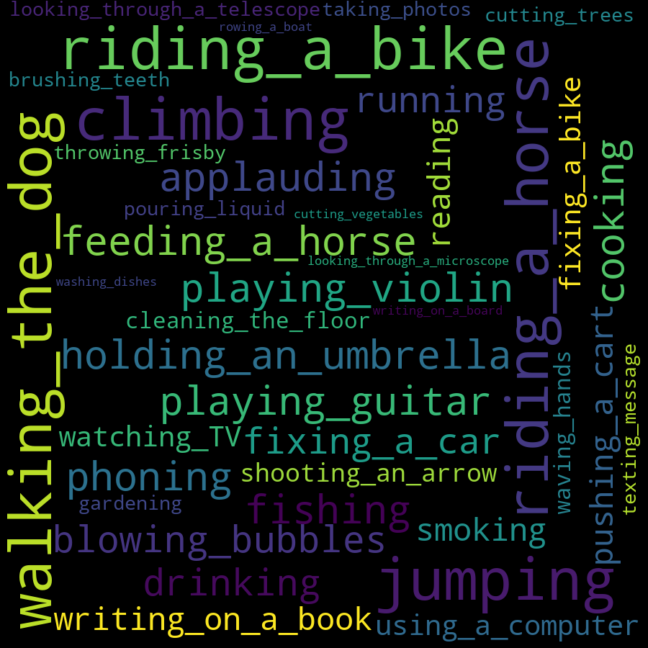 looking_through_a_telescope
taking_photos
cutting_trees
rowing_a_boat
riding_a_bike
brushing_teeth
climbing
running
riding_a_horse
fixing_a_bike
walking_the_dog
throwing_frisby
reading
cooking
applauding
pouring_liquid
cutting_vegetables
feeding_a_horse
looking_through_a_microscope
washing_dishes
playing_violin
writing_on_a_board
cleaning_the_floor
pushing_a_cart
holding_an_umbrella
texting_message
waving_hands
playing_guitar
watching_TV
fixing_a_car
phoning
shooting_an_arrow
gardening
fishing
smoking
blowing_bubbles
drinking
jumping
writing_on_a_book
using_a_computer